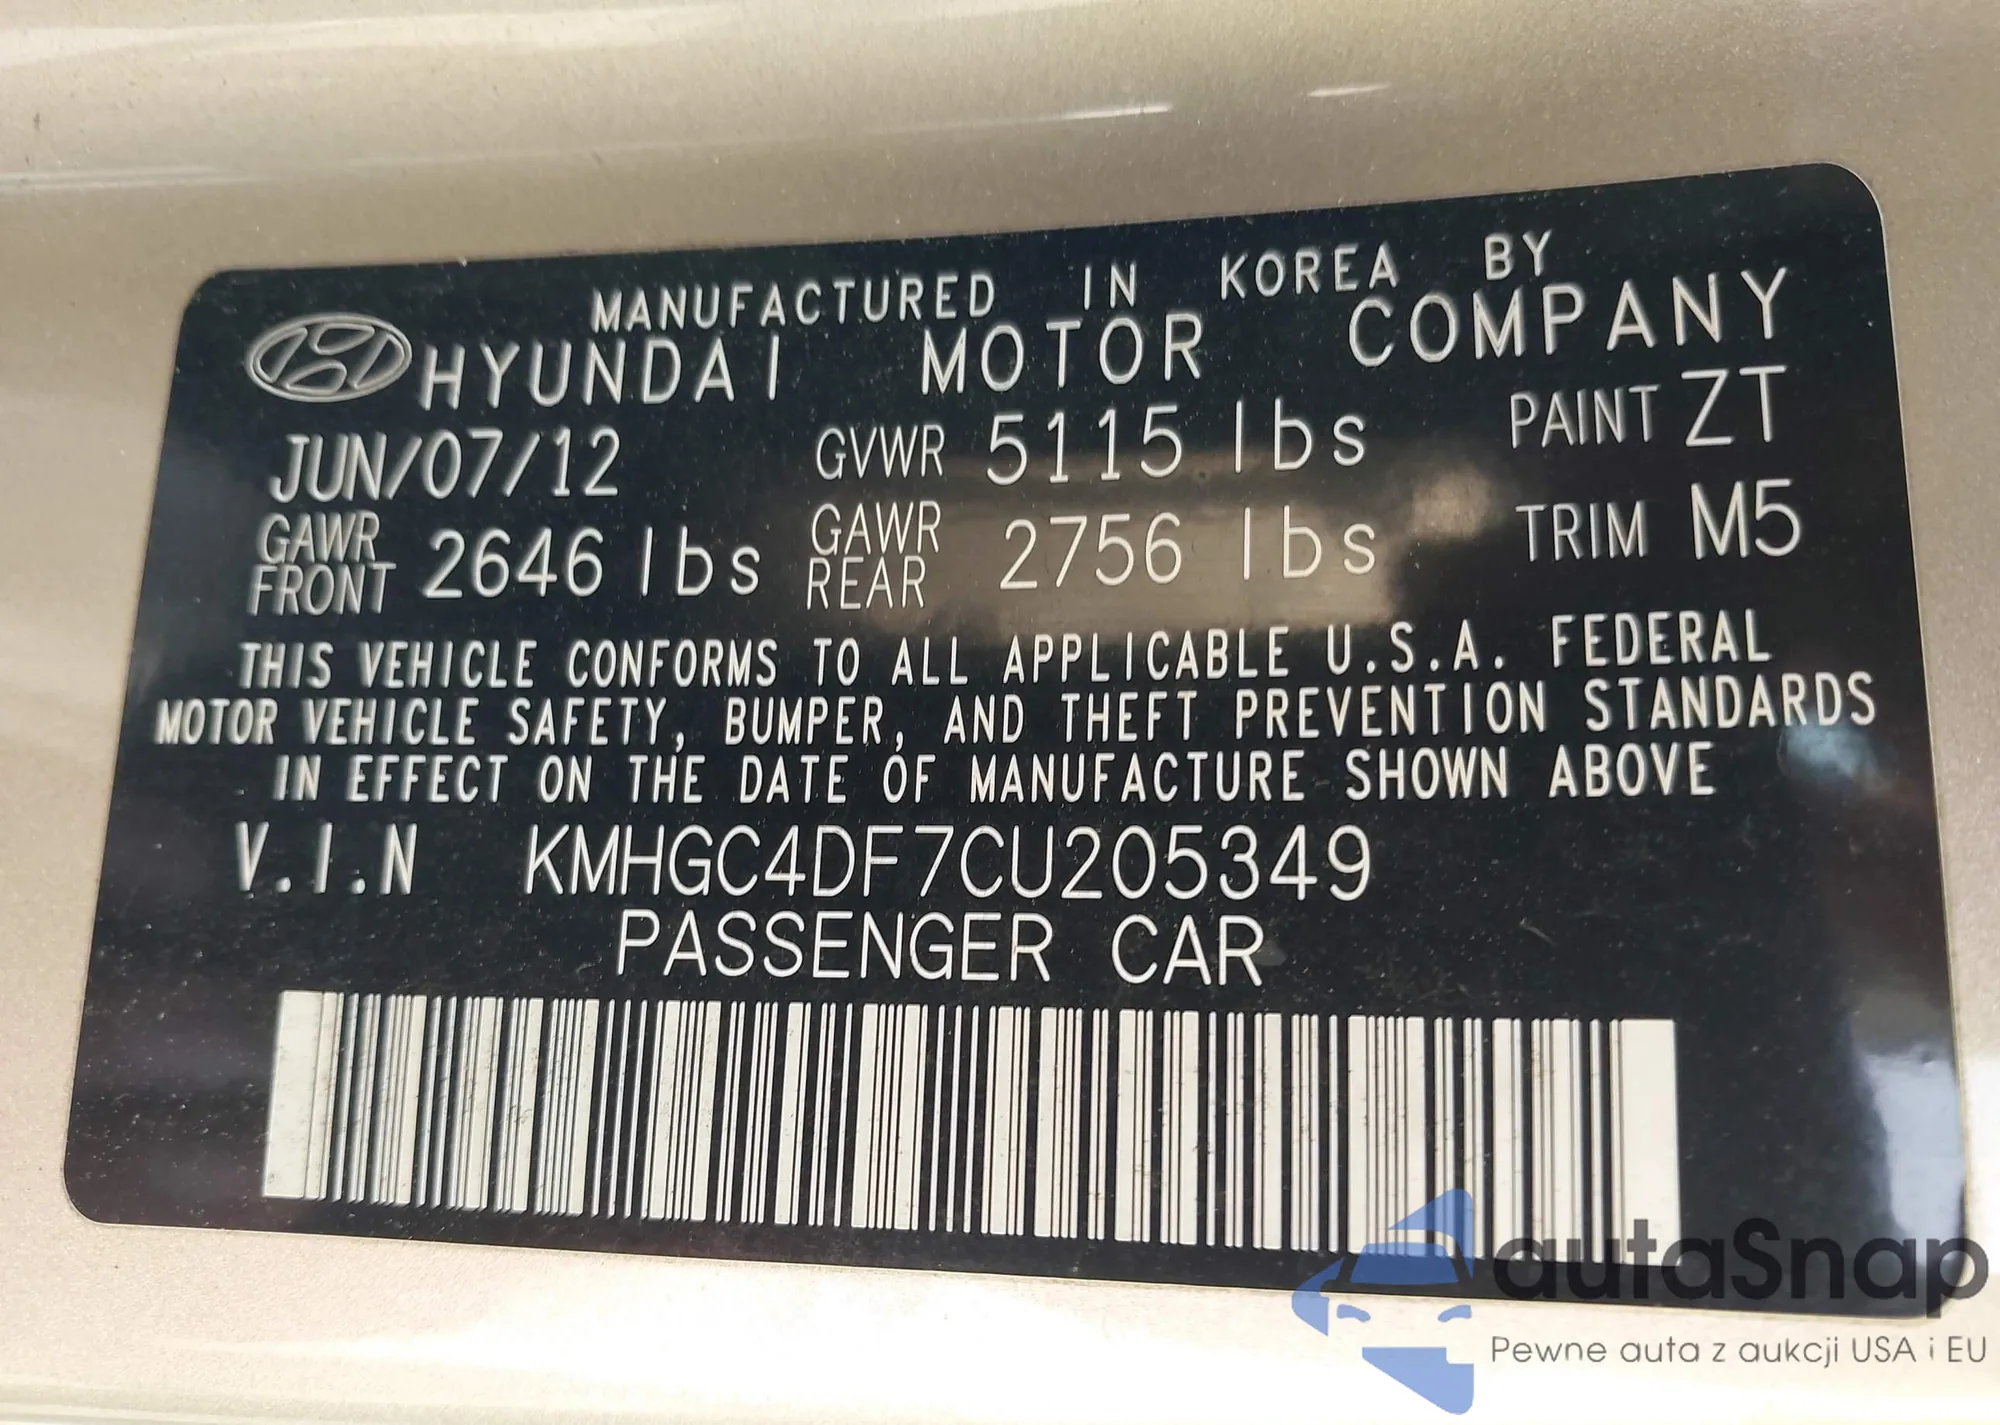 MANUFACTURED IN KOREA BY
HYUNDAI MOTOR COMPANY
JUN/07/12 GVWR 5115 lbs PAINT ZT
GAWR FRONT 2646 lbs GAWR REAR 2756 lbs TRIM M5
THIS VEHICLE CONFORMS TO ALL APPLICABLE U.S.A. FEDERAL
MOTOR VEHICLE SAFETY, BUMPER, AND THEFT PREVENTION STANDARDS
IN EFFECT ON THE DATE OF MANUFACTURE SHOWN ABOVE
V.I.N KMHGC4DF7CU205349
PASSENGER CAR
autaSnap
Pewne auta z aukcji USA i EU